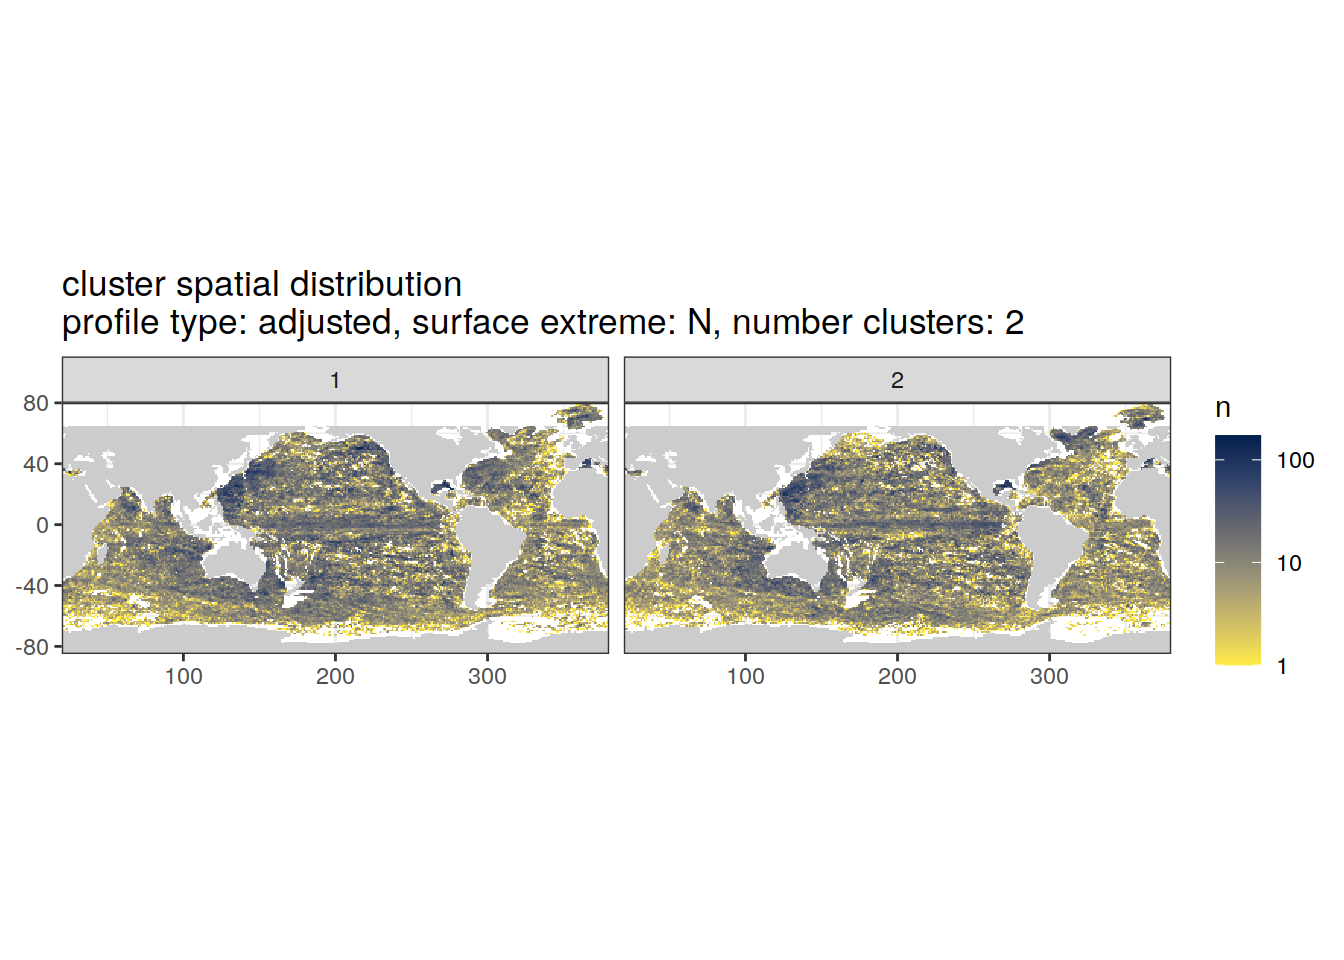 cluster spatial distribution
profile type: adjusted, surface extreme: N, number clusters: 2
1 2
80
40
0
-40
-80
100 200 300 100 200 300
n
100
10
1